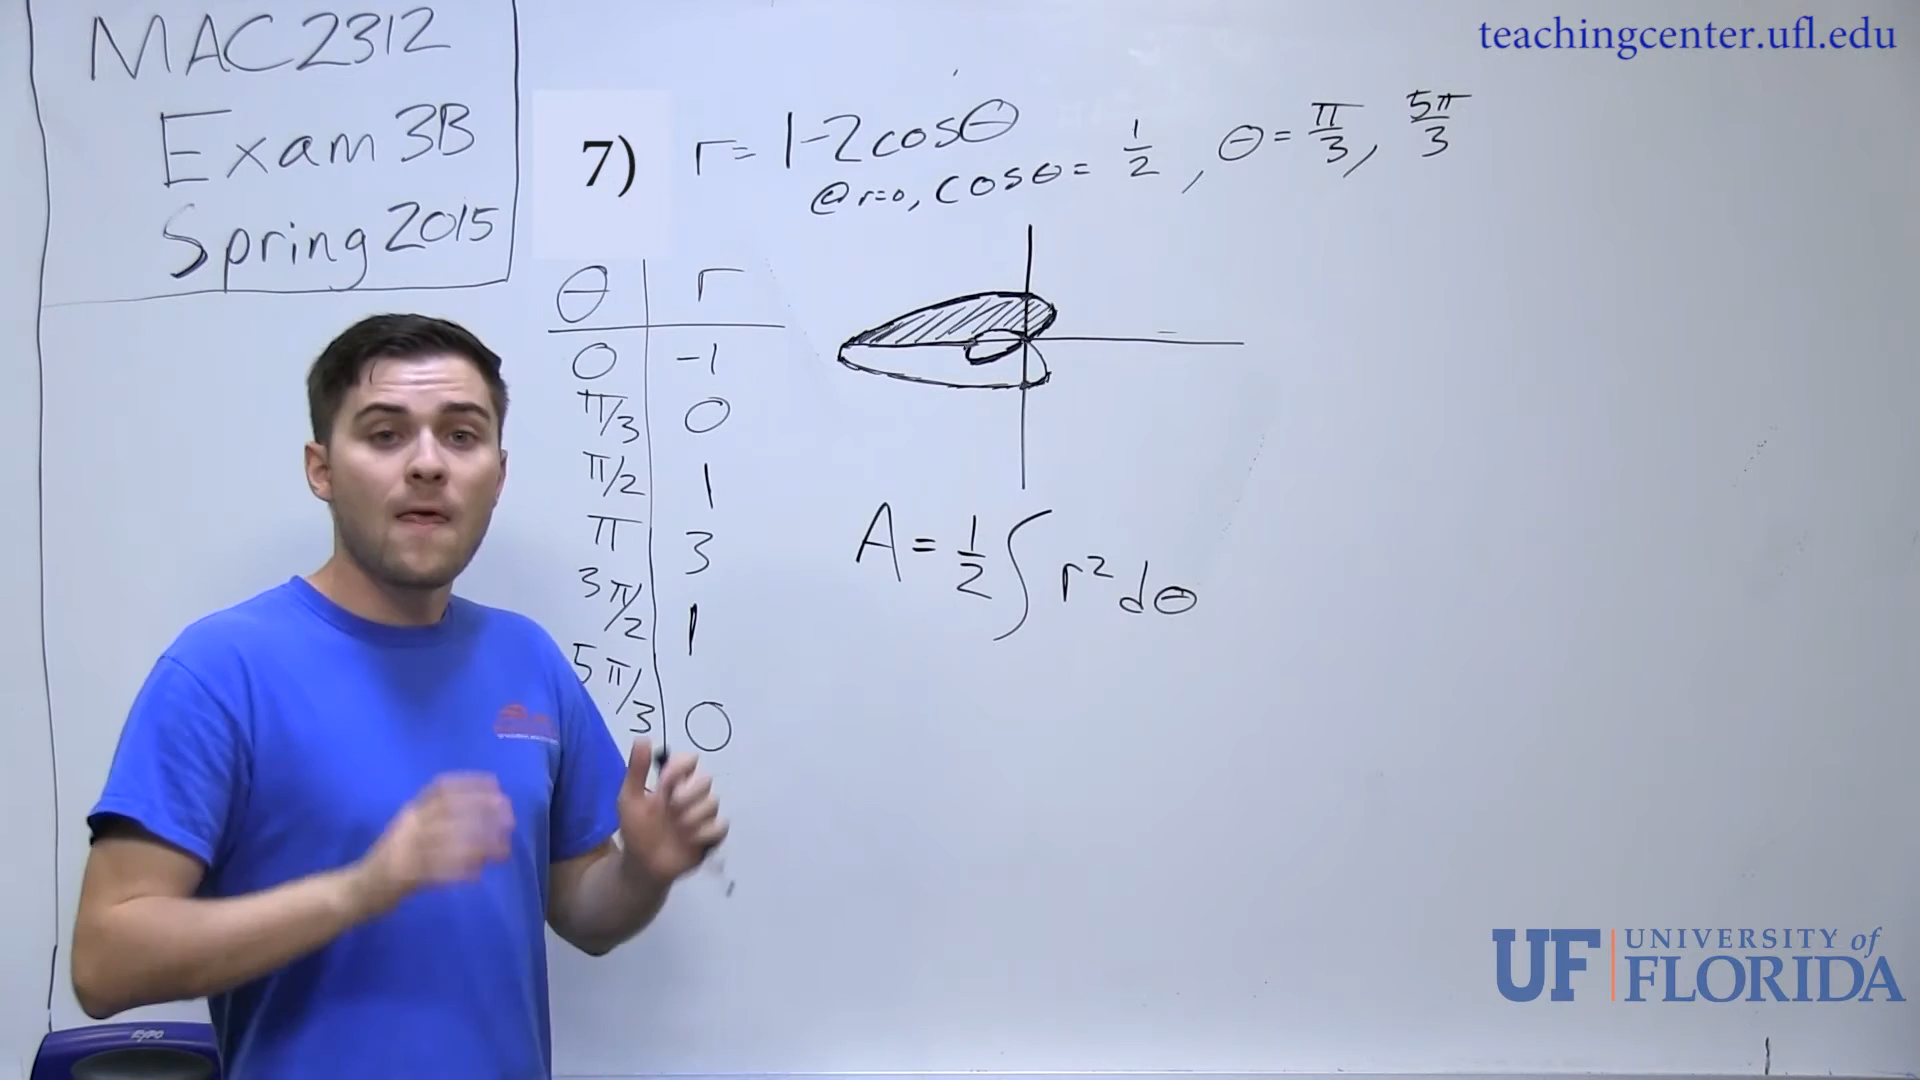 MAC2312
Exam 3B
Spring 2015
teachingcenter.ufl.edu
7) r= 1-2cosθ
@ r=0, cosθ= 1/2, θ= π/3, 5π/3
θ r
0 -1
π/3 0
π/2 1
π 3
3π/2 1
5π/3 0
A= 1/2 ∫ r² dθ
EXPO
UF UNIVERSITY of
FLORIDA